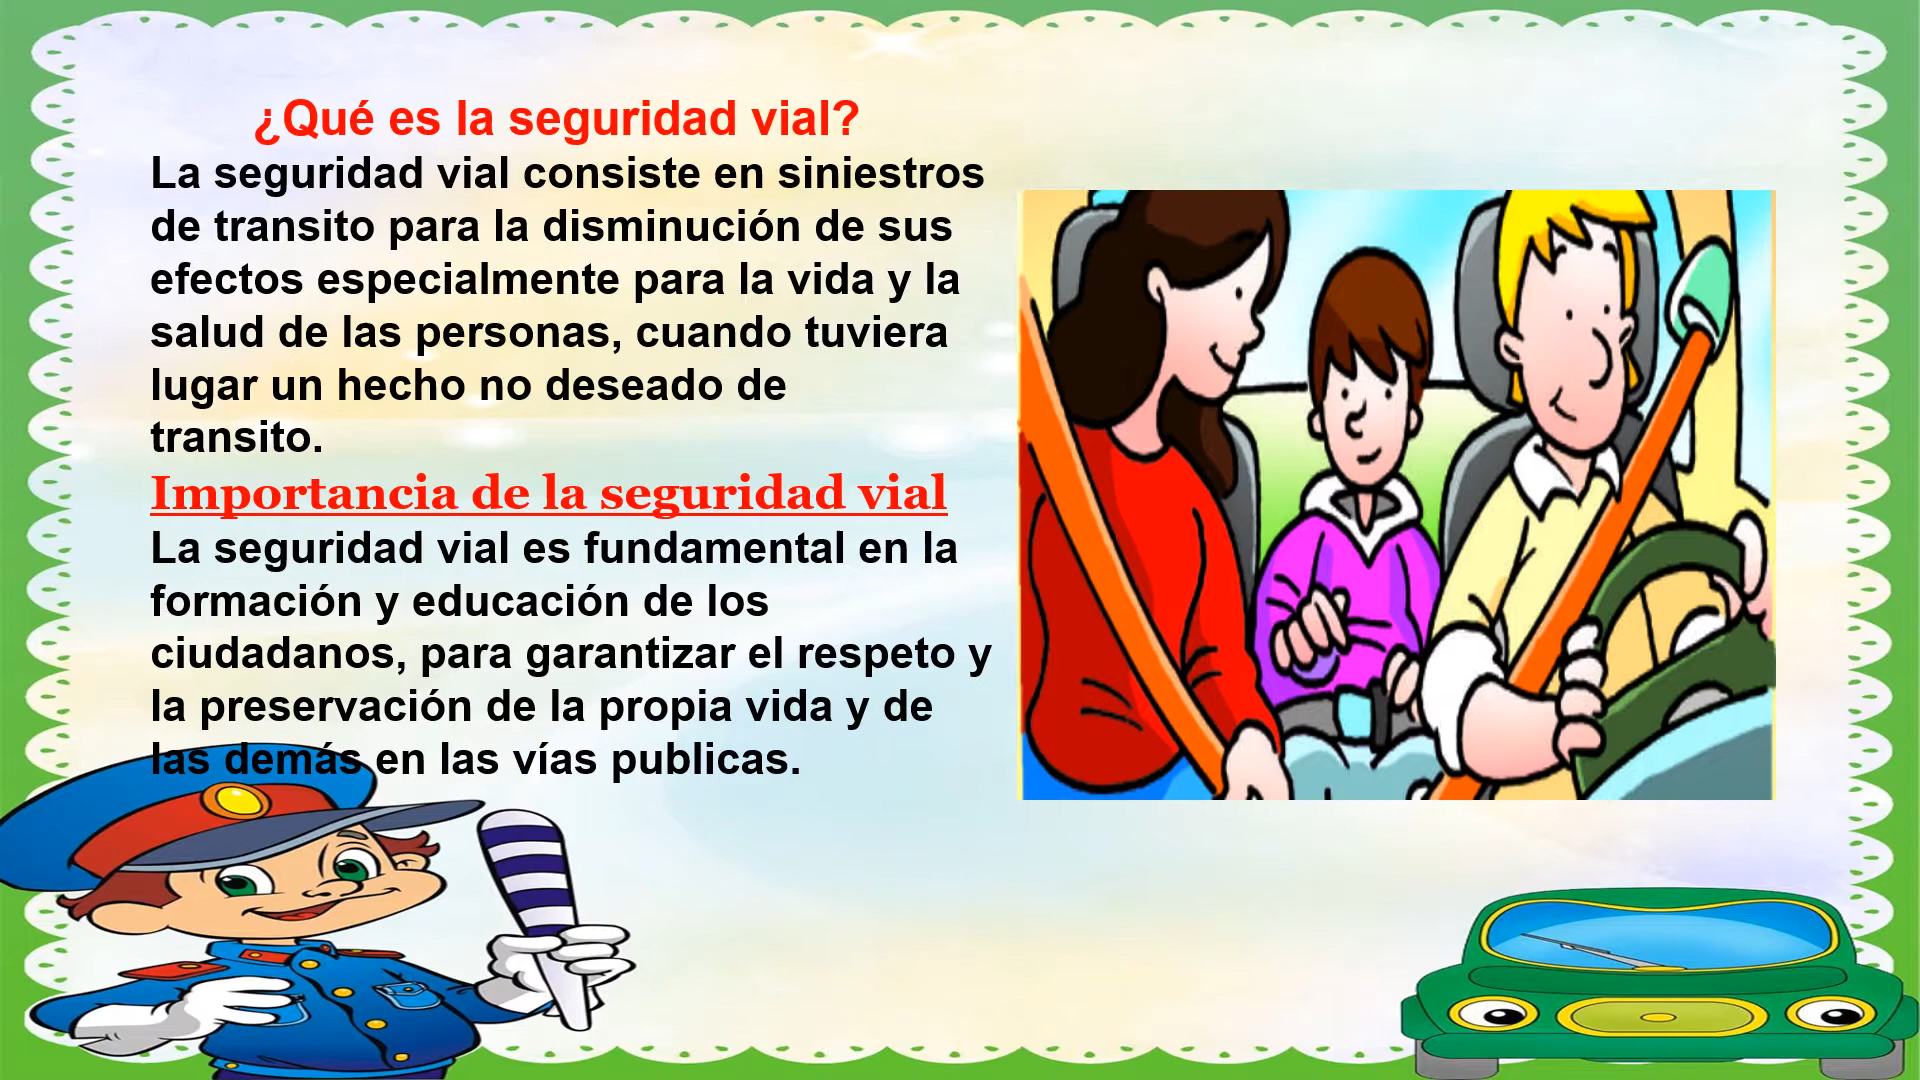 ¿Qué es la seguridad vial?
La seguridad vial consiste en siniestros
de transito para la disminución de sus
efectos especialmente para la vida y la
salud de las personas, cuando tuviera
lugar un hecho no deseado de
transito.
Importancia de la seguridad vial
La seguridad vial es fundamental en la
formación y educación de los
ciudadanos, para garantizar el respeto y
la preservación de la propia vida y de
las demás en las vías publicas.